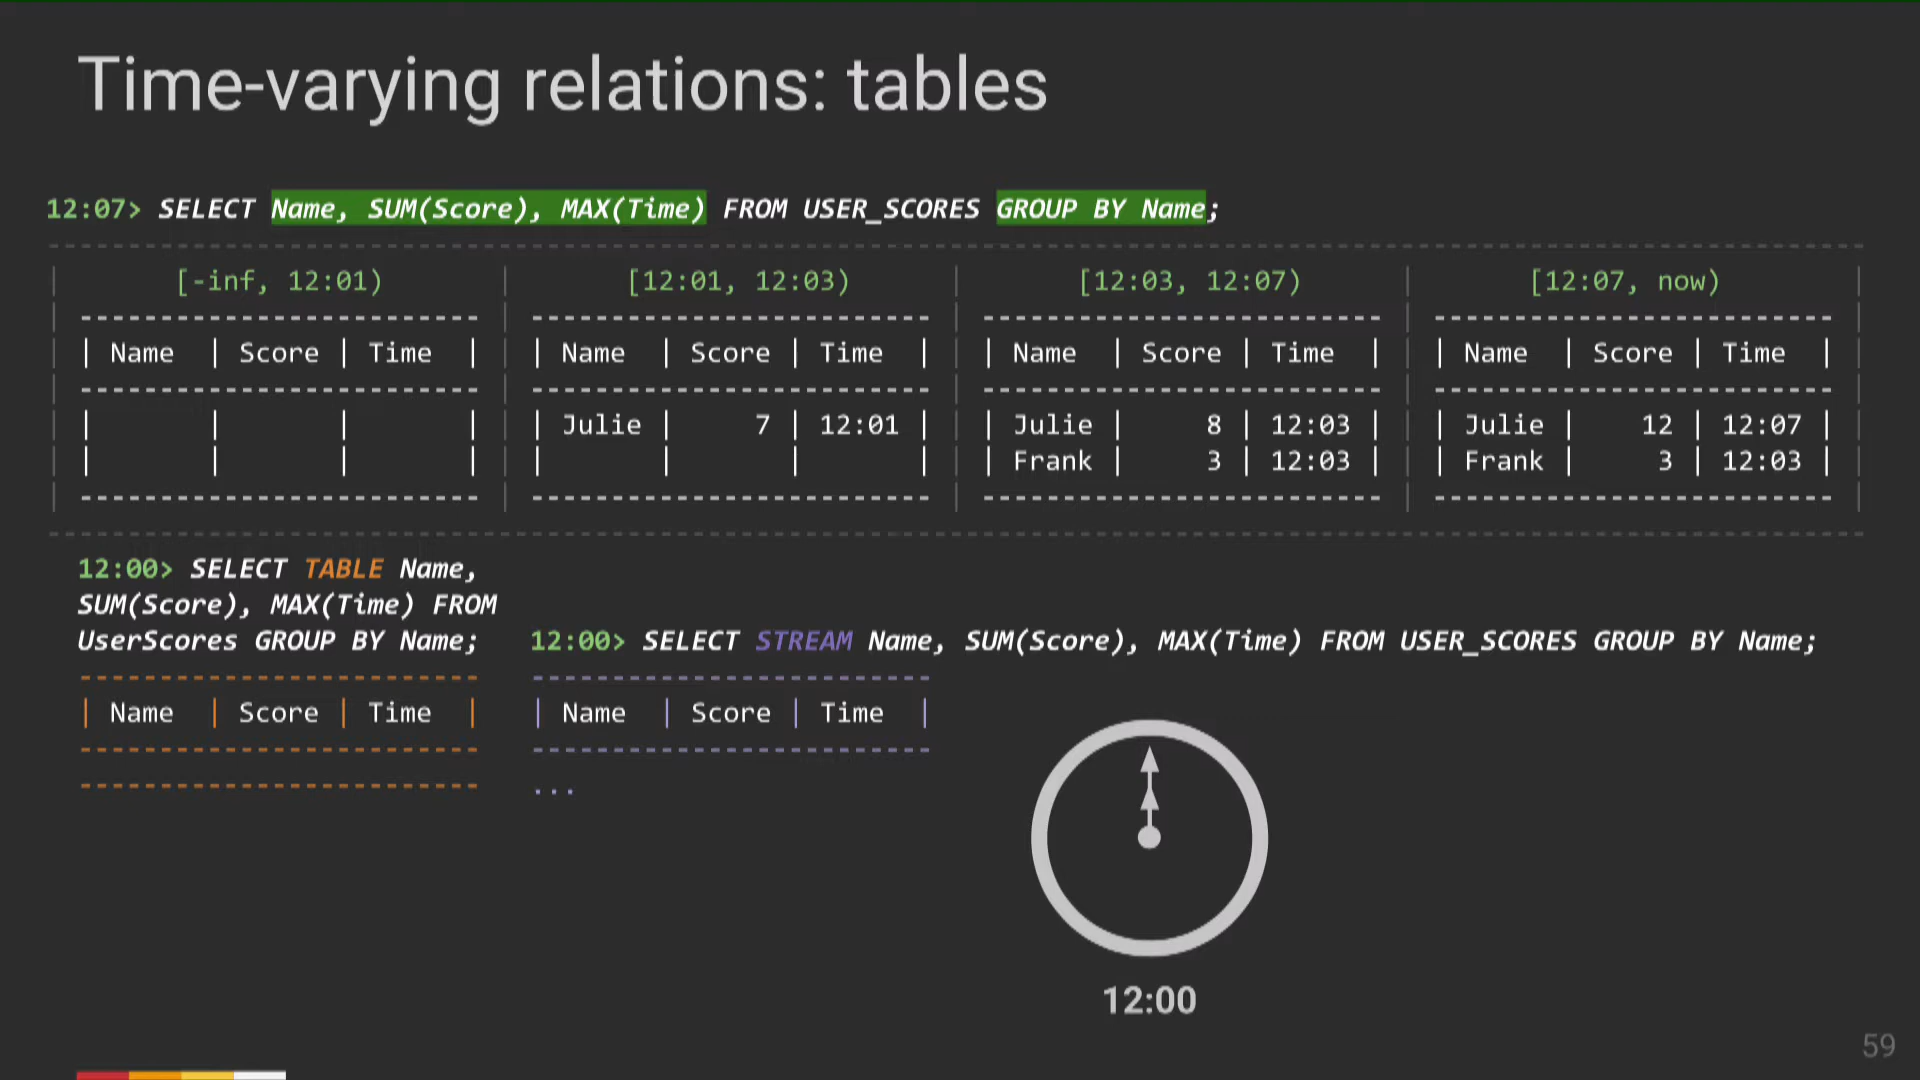 Time-varying relations: tables
12:07> SELECT Name, SUM(Score), MAX(Time) FROM USER_SCORES GROUP BY Name;
[-inf, 12:01) [12:01, 12:03) [12:03, 12:07) [12:07, now)
| Name | Score | Time | | Name | Score | Time | | Name | Score | Time | | Name | Score | Time |
| | | | | Julie | 7 | 12:01 | | Julie | 8 | 12:03 | | Julie | 12 | 12:07 |
| | | | | | | | | Frank | 3 | 12:03 | | Frank | 3 | 12:03 |
12:00> SELECT TABLE Name,
SUM(Score), MAX(Time) FROM
UserScores GROUP BY Name;
| Name | Score | Time |
12:00> SELECT STREAM Name, SUM(Score), MAX(Time) FROM USER_SCORES GROUP BY Name;
| Name | Score | Time |
...
12:00
59